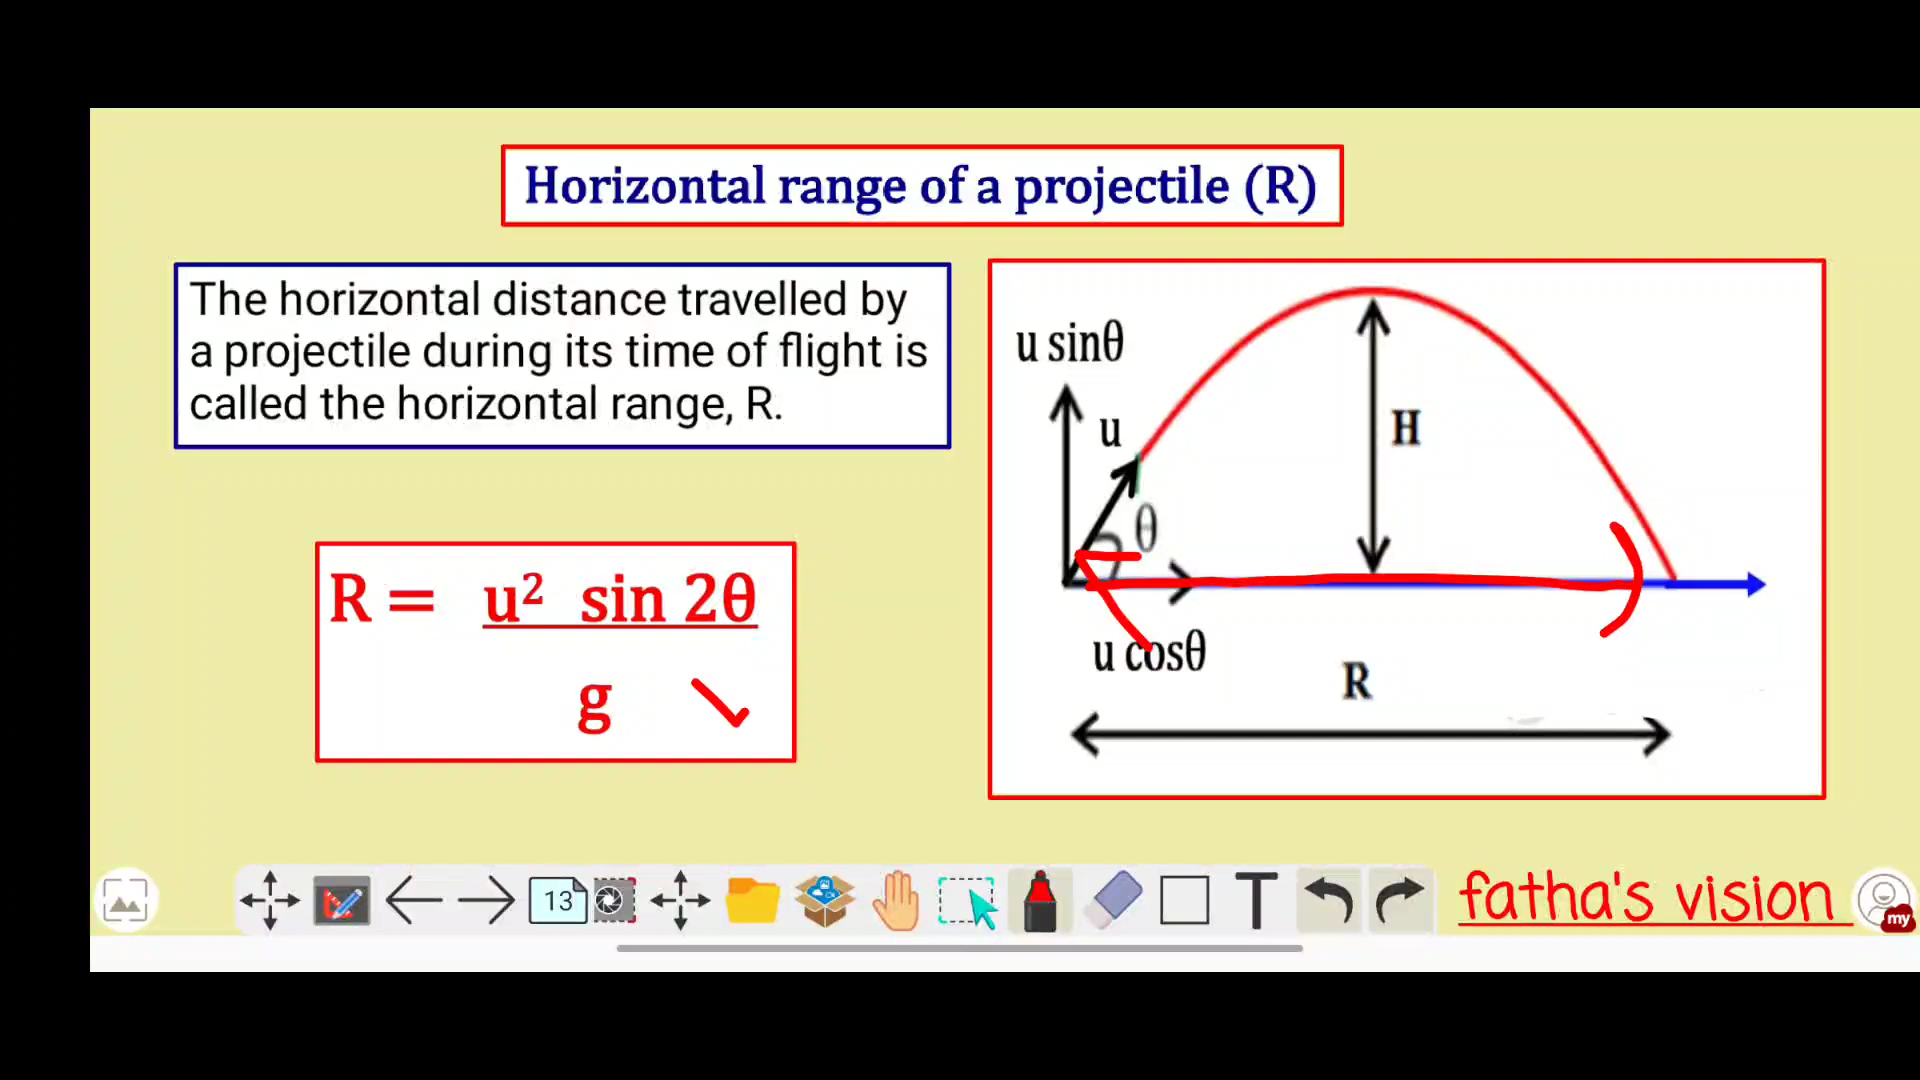 Horizontal range of a projectile (R)
The horizontal distance travelled by
a projectile during its time of flight is
called the horizontal range, R.
R = u² sin 2θ
g
u sinθ
u
θ
H
u cosθ
R
13
T
fatha's vision
my